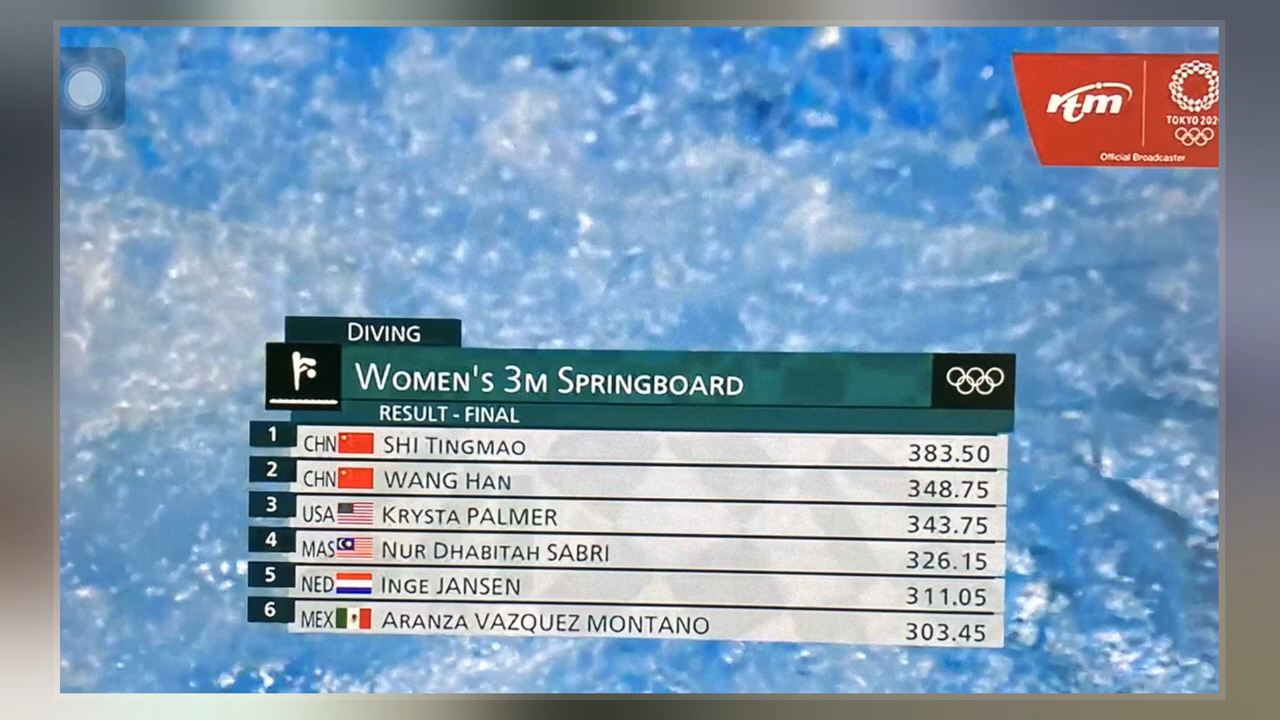 rtm
TOKYO 202
Official Broadcaster
DIVING
WOMEN'S 3M SPRINGBOARD
RESULT - FINAL
1 CHN SHI TINGMAO 383.50
2 CHN WANG HAN 348.75
3 USA KRYSTA PALMER 343.75
4 MAS NUR DHABITAH SABRI 326.15
5 NED INGE JANSEN 311.05
6 MEX ARANZA VAZQUEZ MONTANO 303.45